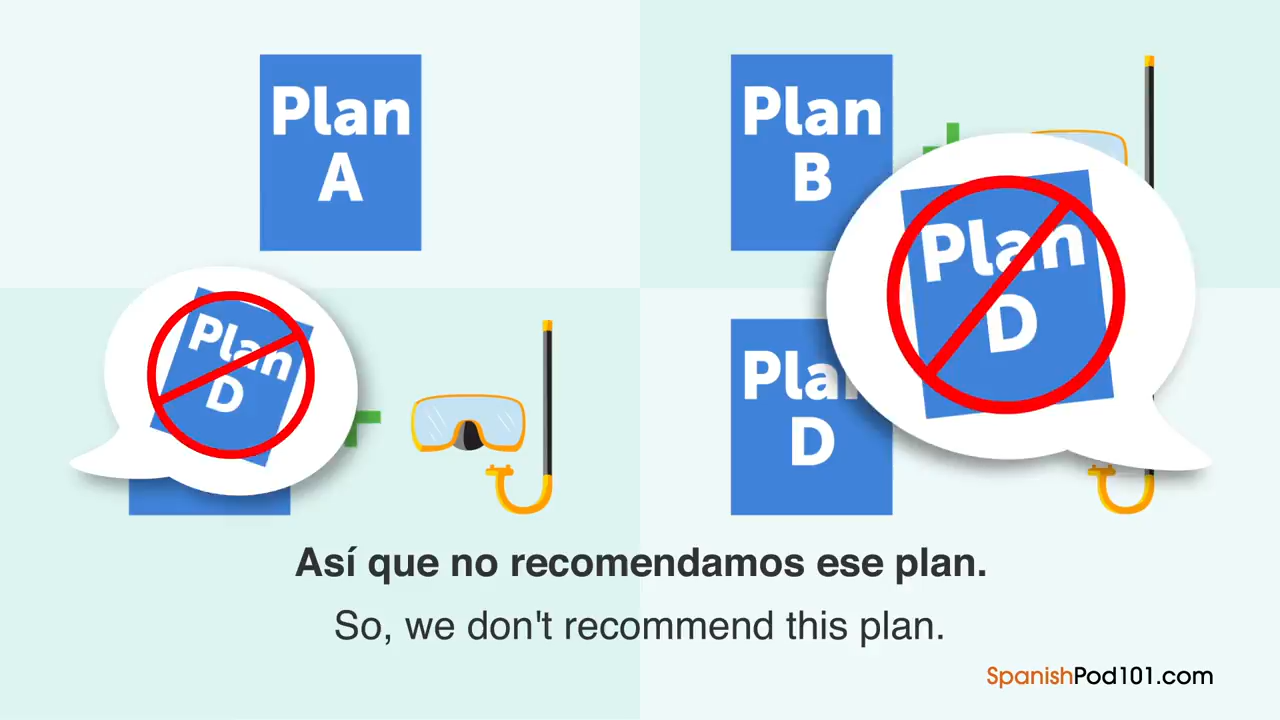 Plan
A
Plan
B
Plan
D
Plan
D
Plan
D
Así que no recomendamos ese plan.
So, we don't recommend this plan.
SpanishPod101.com